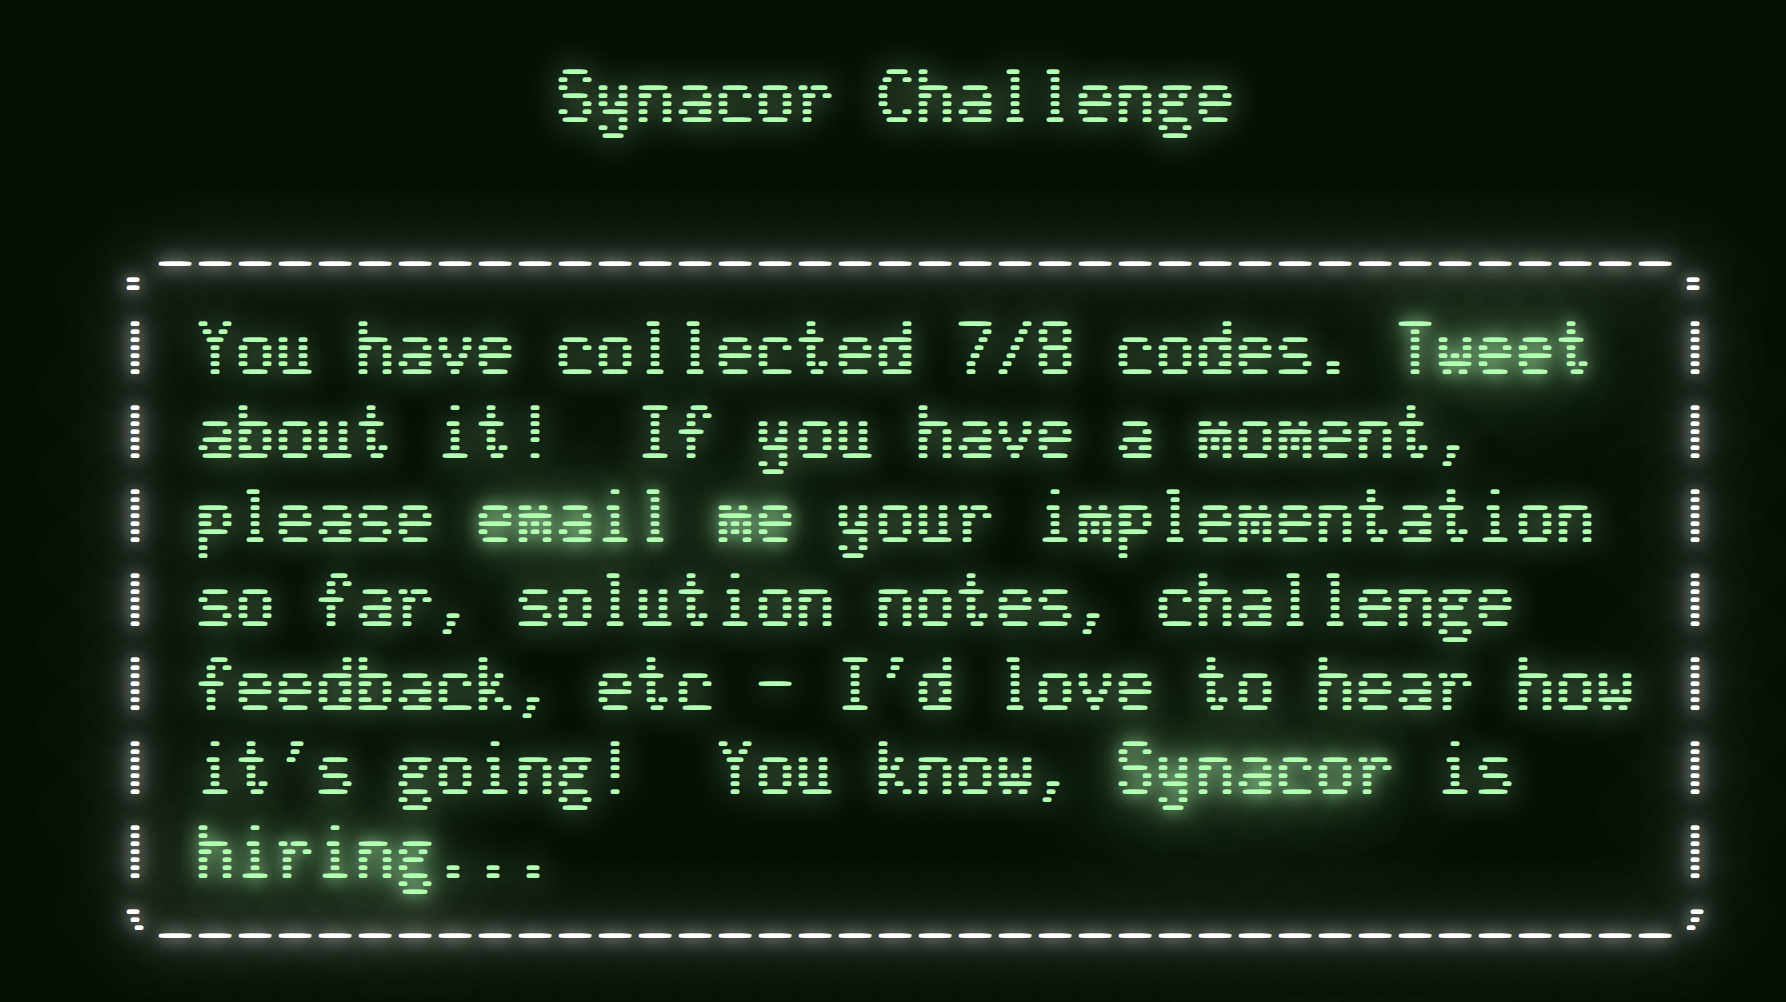 Synacor Challenge
You have collected 7/8 codes. Tweet
about it!  If you have a moment,
please email me your implementation
so far, solution notes, challenge
feedback, etc - I'd love to hear how
it's going!  You know, Synacor is
hiring...